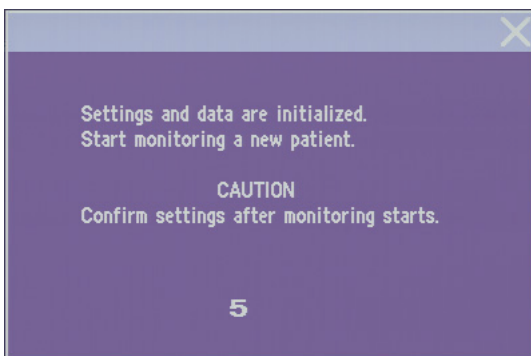 Settings and data are initialized.
Start monitoring a new patient.
CAUTION
Confirm settings after monitoring starts.
5